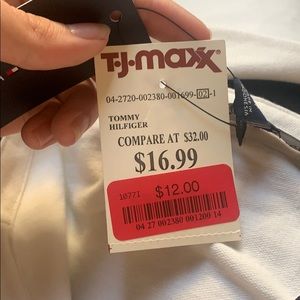 T·J·maxx®
04-2720-002380-001699-02-1
TOMMY
HILFIGER
COMPARE AT $32.00
$16.99
1077I $12.00
04 27 002380 001200 14